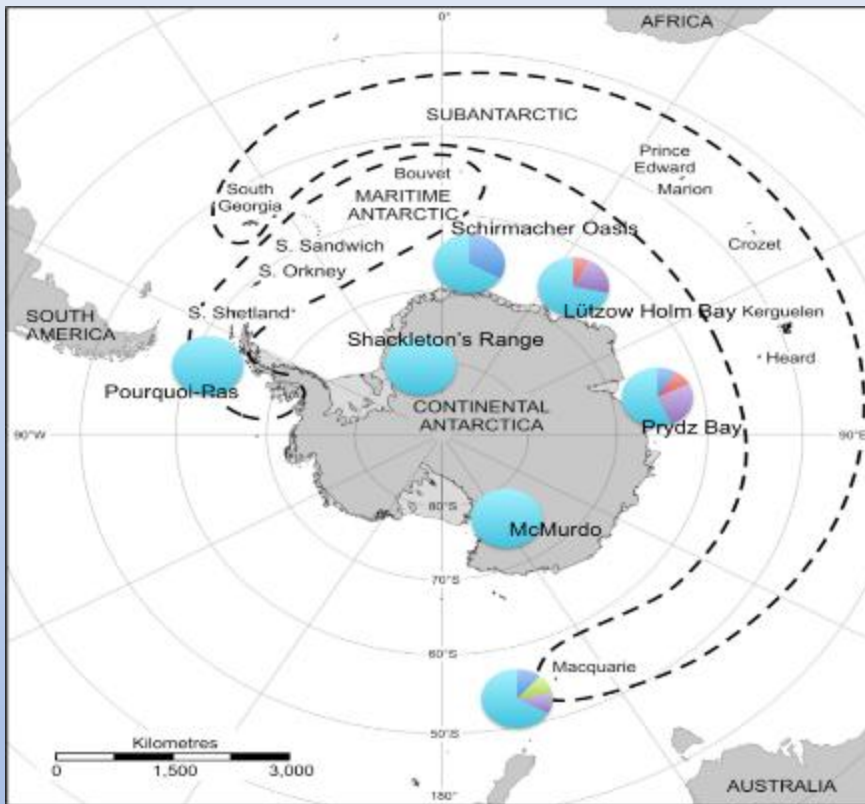 0°
AFRICA
SUBANTARCTIC
Prince
Edward
Marion
Bouvet
South
Georgia
MARITIME
ANTARCTIC
Schirmacher Oasis
Crozet
S. Sandwich
S. Orkney
S. Shetland
Lützow Holm Bay
Kerguelen
SOUTH
AMERICA
Shackleton's Range
Heard
Pourquoi-Ras
CONTINENTAL
ANTARCTICA
Prydz Bay
90°W
90°E
80°S
McMurdo
70°S
60°S
Macquarie
50°S
Kilometres
0 1,500 3,000
180°
AUSTRALIA